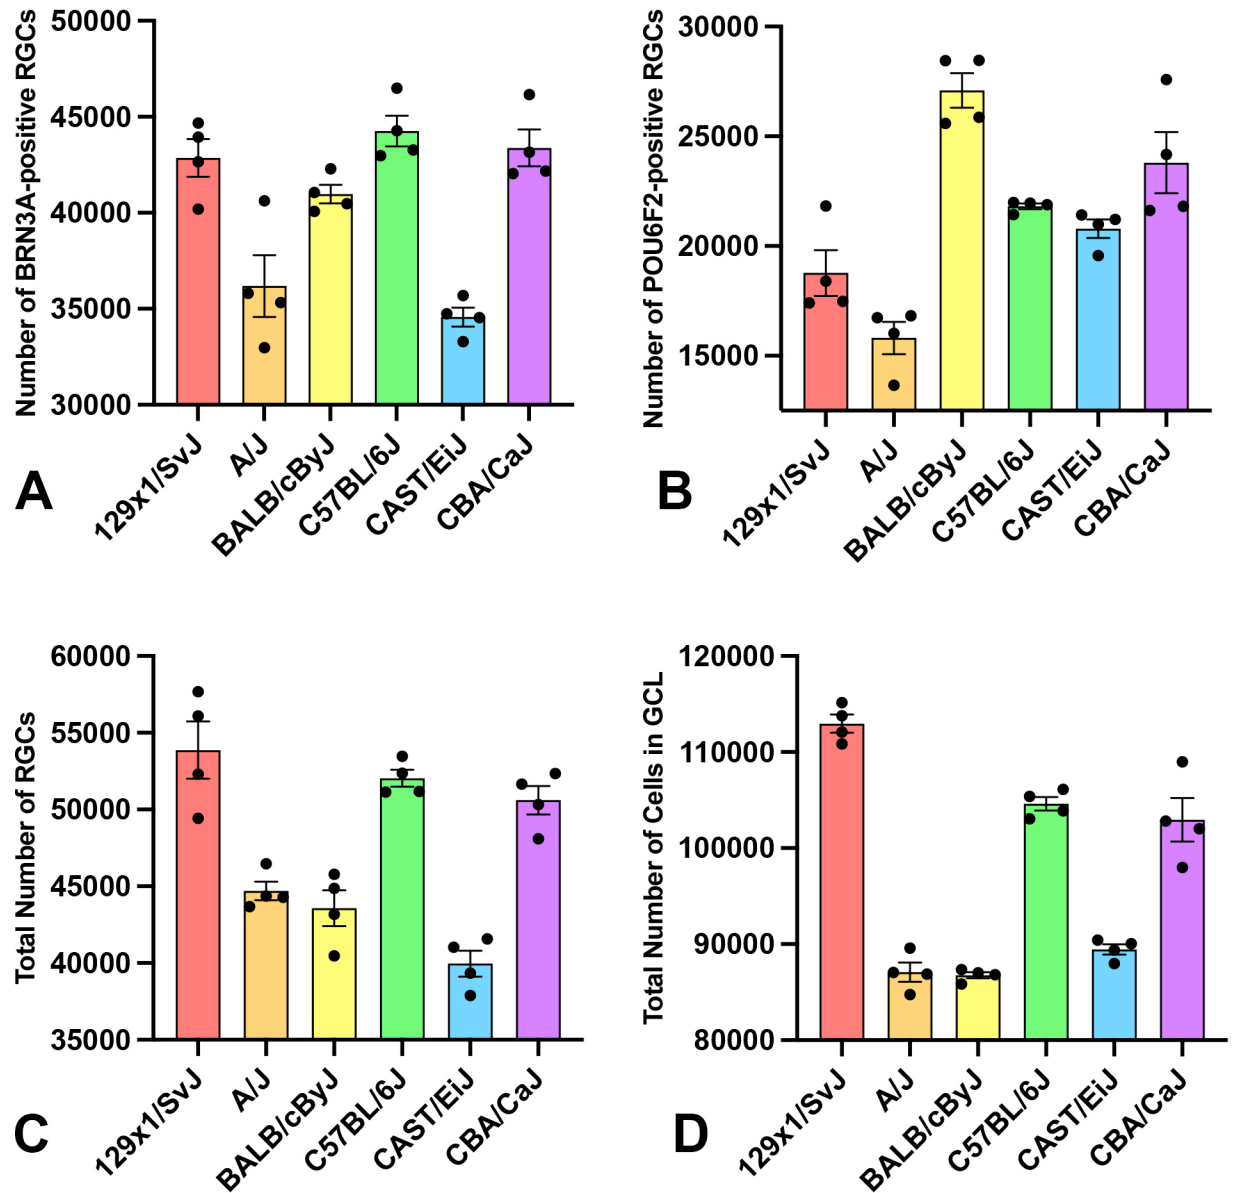 Number of BRN3A-positive RGCs
50000
45000
40000
35000
30000
129x1/SvJ
A/J
BALB/cByJ
C57BL/6J
CAST/EiJ
CBA/CaJ
A
Number of POU6F2-positive RGCs
30000
25000
20000
15000
129x1/SvJ
A/J
BALB/cByJ
C57BL/6J
CAST/EiJ
CBA/CaJ
B
Total Number of RGCs
60000
55000
50000
45000
40000
35000
129x1/SvJ
A/J
BALB/cByJ
C57BL/6J
CAST/EiJ
CBA/CaJ
C
Total Number of Cells in GCL
120000
110000
100000
90000
80000
129x1/SvJ
A/J
BALB/cByJ
C57BL/6J
CAST/EiJ
CBA/CaJ
D